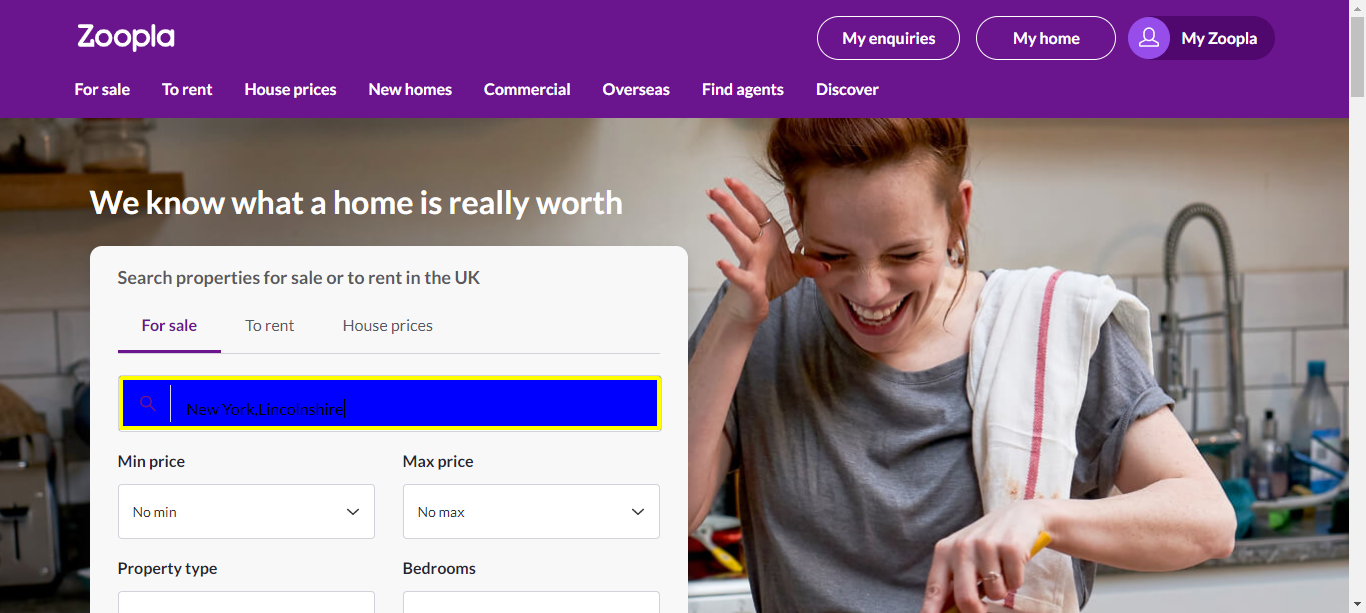 Zoopla
My enquiries
My home
My Zoopla
For sale
To rent
House prices
New homes
Commercial
Overseas
Find agents
Discover
We know what a home is really worth
Search properties for sale or to rent in the UK
For sale
To rent
House prices
New York,Lincolnshire
Min price
Max price
No min
No max
Property type
Bedrooms